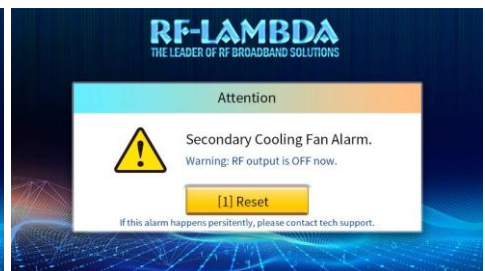 RF-LAMBDA
THE LEADER OF RF BROADBAND SOLUTIONS
Attention
Secondary Cooling Fan Alarm.
Warning: RF output is OFF now.
[1] Reset
If this alarm happens persitently, please contact tech support.